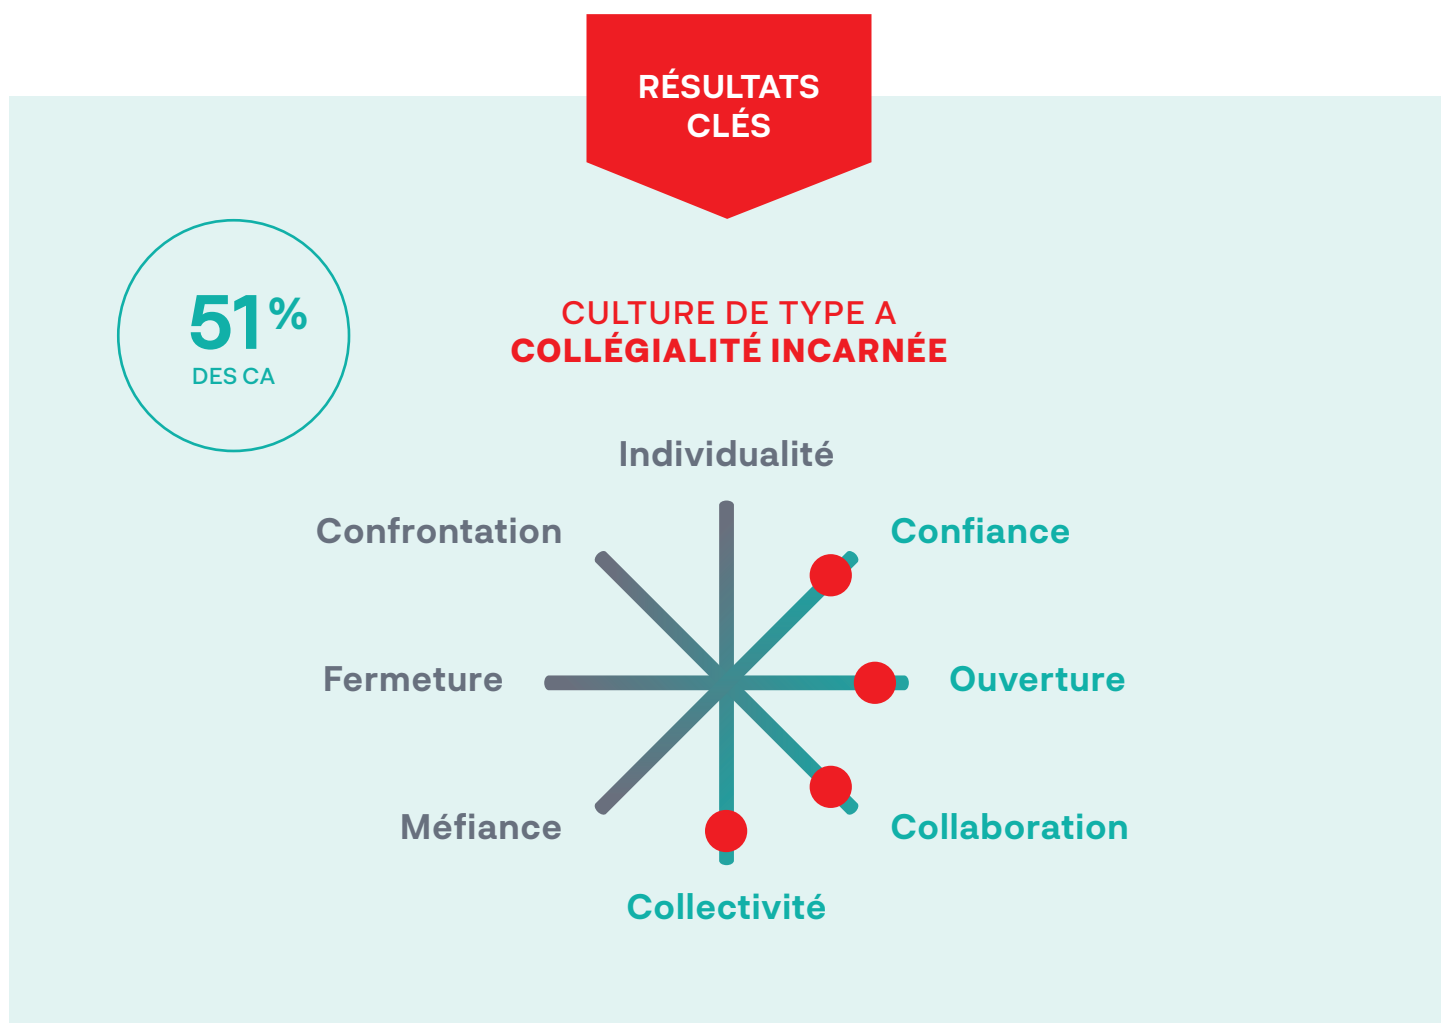 RÉSULTATS
CLÉS
51%
DES CA
CULTURE DE TYPE A
COLLÉGIALITÉ INCARNÉE
Individualité
Confrontation
Confiance
Fermeture
Ouverture
Méfiance
Collaboration
Collectivité